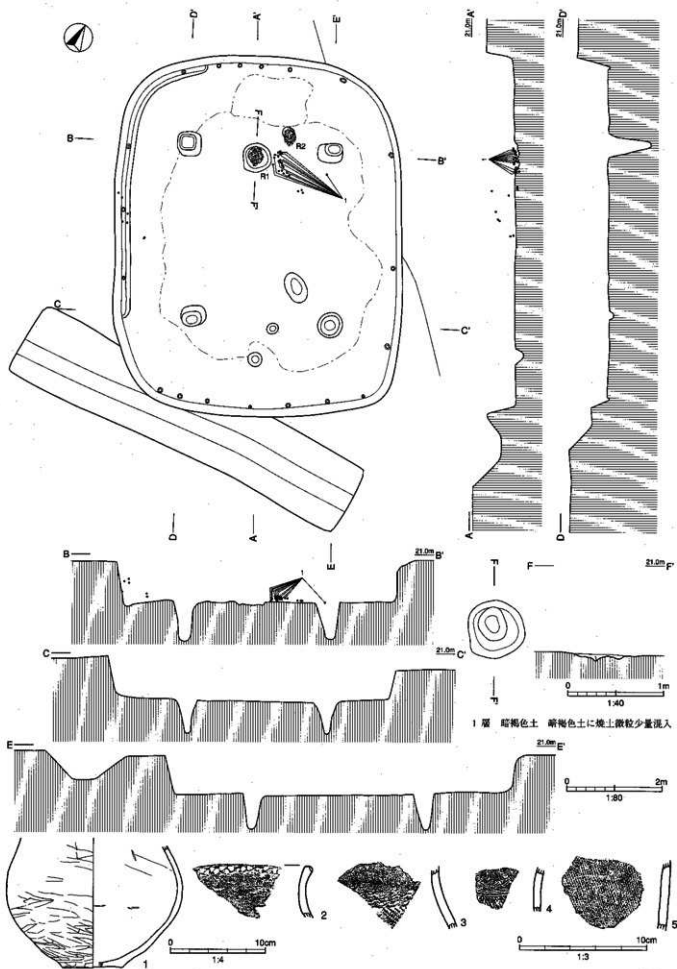 D' A' E'
21.0m A'
21.0m D'
F
R2
B
R1
B'
F'
1
C
C'
D A E
A
D
B 21.0m B'
1
F
F 21.0m F'
C 21.0m C'
F'
0 1m
1:40
1層 暗褐色土 暗褐色土に焼土微粒少量混入
E 21.0m E'
0 2m
1:80
1
2
3
4
5
0 10cm
1:4
0 10cm
1:3